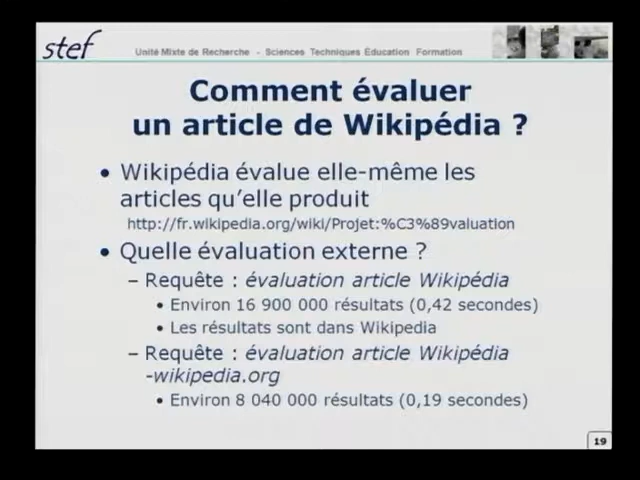 stef
Unité Mixte de Recherche - Sciences Techniques Education Formation
Comment évaluer
un article de Wikipédia ?
• Wikipédia évalue elle-même les
articles qu'elle produit
http://fr.wikipedia.org/wiki/Projet:%C3%89valuation
• Quelle évaluation externe ?
– Requête : évaluation article Wikipédia
• Environ 16 900 000 résultats (0,42 secondes)
• Les résultats sont dans Wikipedia
– Requête : évaluation article Wikipédia
-wikipedia.org
• Environ 8 040 000 résultats (0,19 secondes)
19